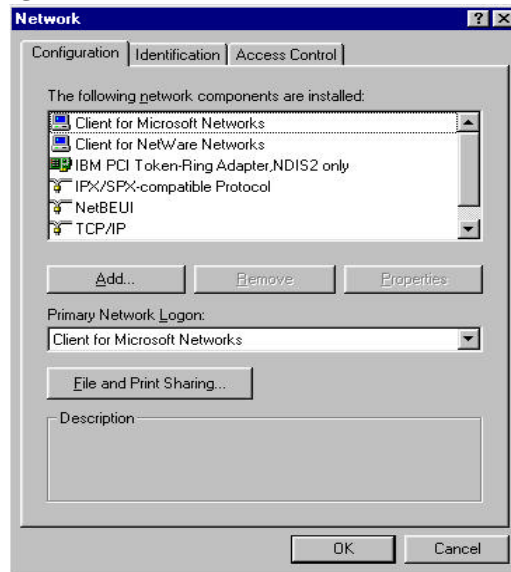 Network
Configuration Identification Access Control
The following network components are installed:
Client for Microsoft Networks
Client for NetWare Networks
IBM PCI Token-Ring Adapter,NDIS2 only
IPX/SPX-compatible Protocol
NetBEUI
TCP/IP
Add... Remove Properties
Primary Network Logon:
Client for Microsoft Networks
File and Print Sharing...
Description
OK Cancel